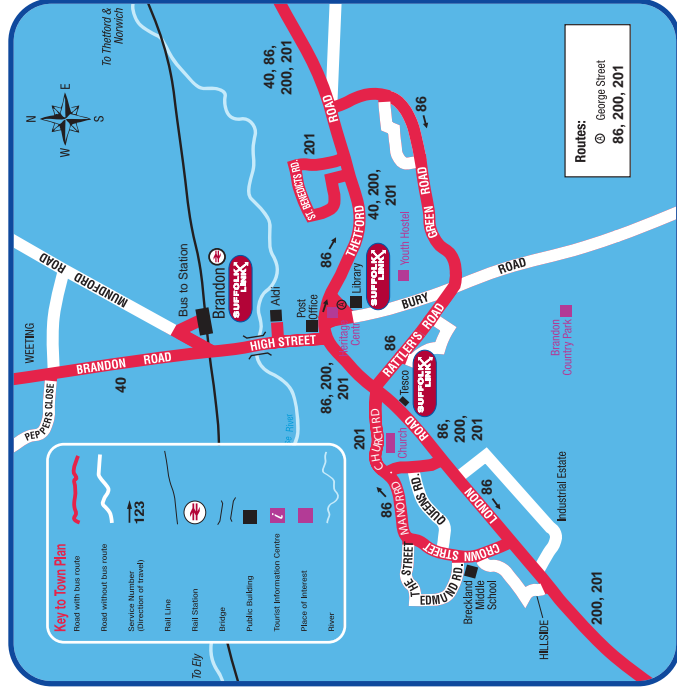 To Thetford &
Norwich
N
E
S
W
40, 86,
200, 201
ROAD
86
201
ST. BENEDICTS RD.
THETFORD
40, 200,
201
GREEN ROAD
Routes:
A George Street
86, 200, 201
MUNDFORD
ROAD
WEETING
Bus to Station
Brandon
SUFFOLK
LINK
Aldi
Post
Office
86
A
Library
SUFFOLK
LINK
Youth Hostel
BURY
ROAD
BRANDON ROAD
40
PEPPERS CLOSE
HIGH STREET
86, 200,
201
86
RATTLER'S ROAD
Tesco
SUFFOLK
LINK
Brandon
Country Park
201
CHURCH RD.
Church
ROAD
86,
200,
201
86
MANOR RD.
QUEENS RD.
LONDON
86
CROWN STREET
THE STREET
EDMUND RD.
Breckland
Middle
School
Industrial Estate
HILLSIDE
200, 201
To Ely
Key to Town Plan
Road with bus route
Road without bus route
Service Number
(Direction of travel)
123
Rail Line
Rail Station
Bridge
Public Building
Tourist Information Centre
i
Place of Interest
River
River